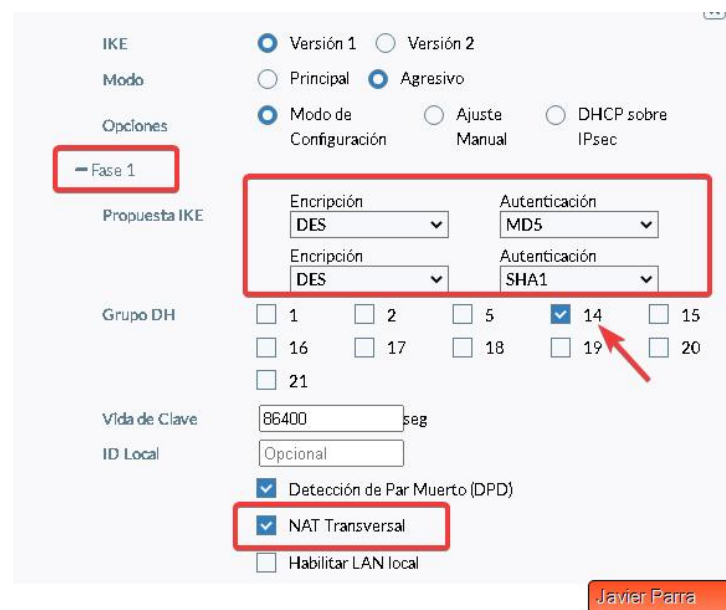 IKE Versión 1 Versión 2
Modo Principal Agresivo
Opciones Modo de Configuración Ajuste Manual DHCP sobre IPsec
Fase 1
Propuesta IKE
Encripción Autenticación
DES MD5
Encripción Autenticación
DES SHA1
Grupo DH 1 2 5 14 15
16 17 18 19 20
21
Vida de Clave 86400 seg
ID Local Opcional
Detección de Par Muerto (DPD)
NAT Transversal
Habilitar LAN local
Javier Parra